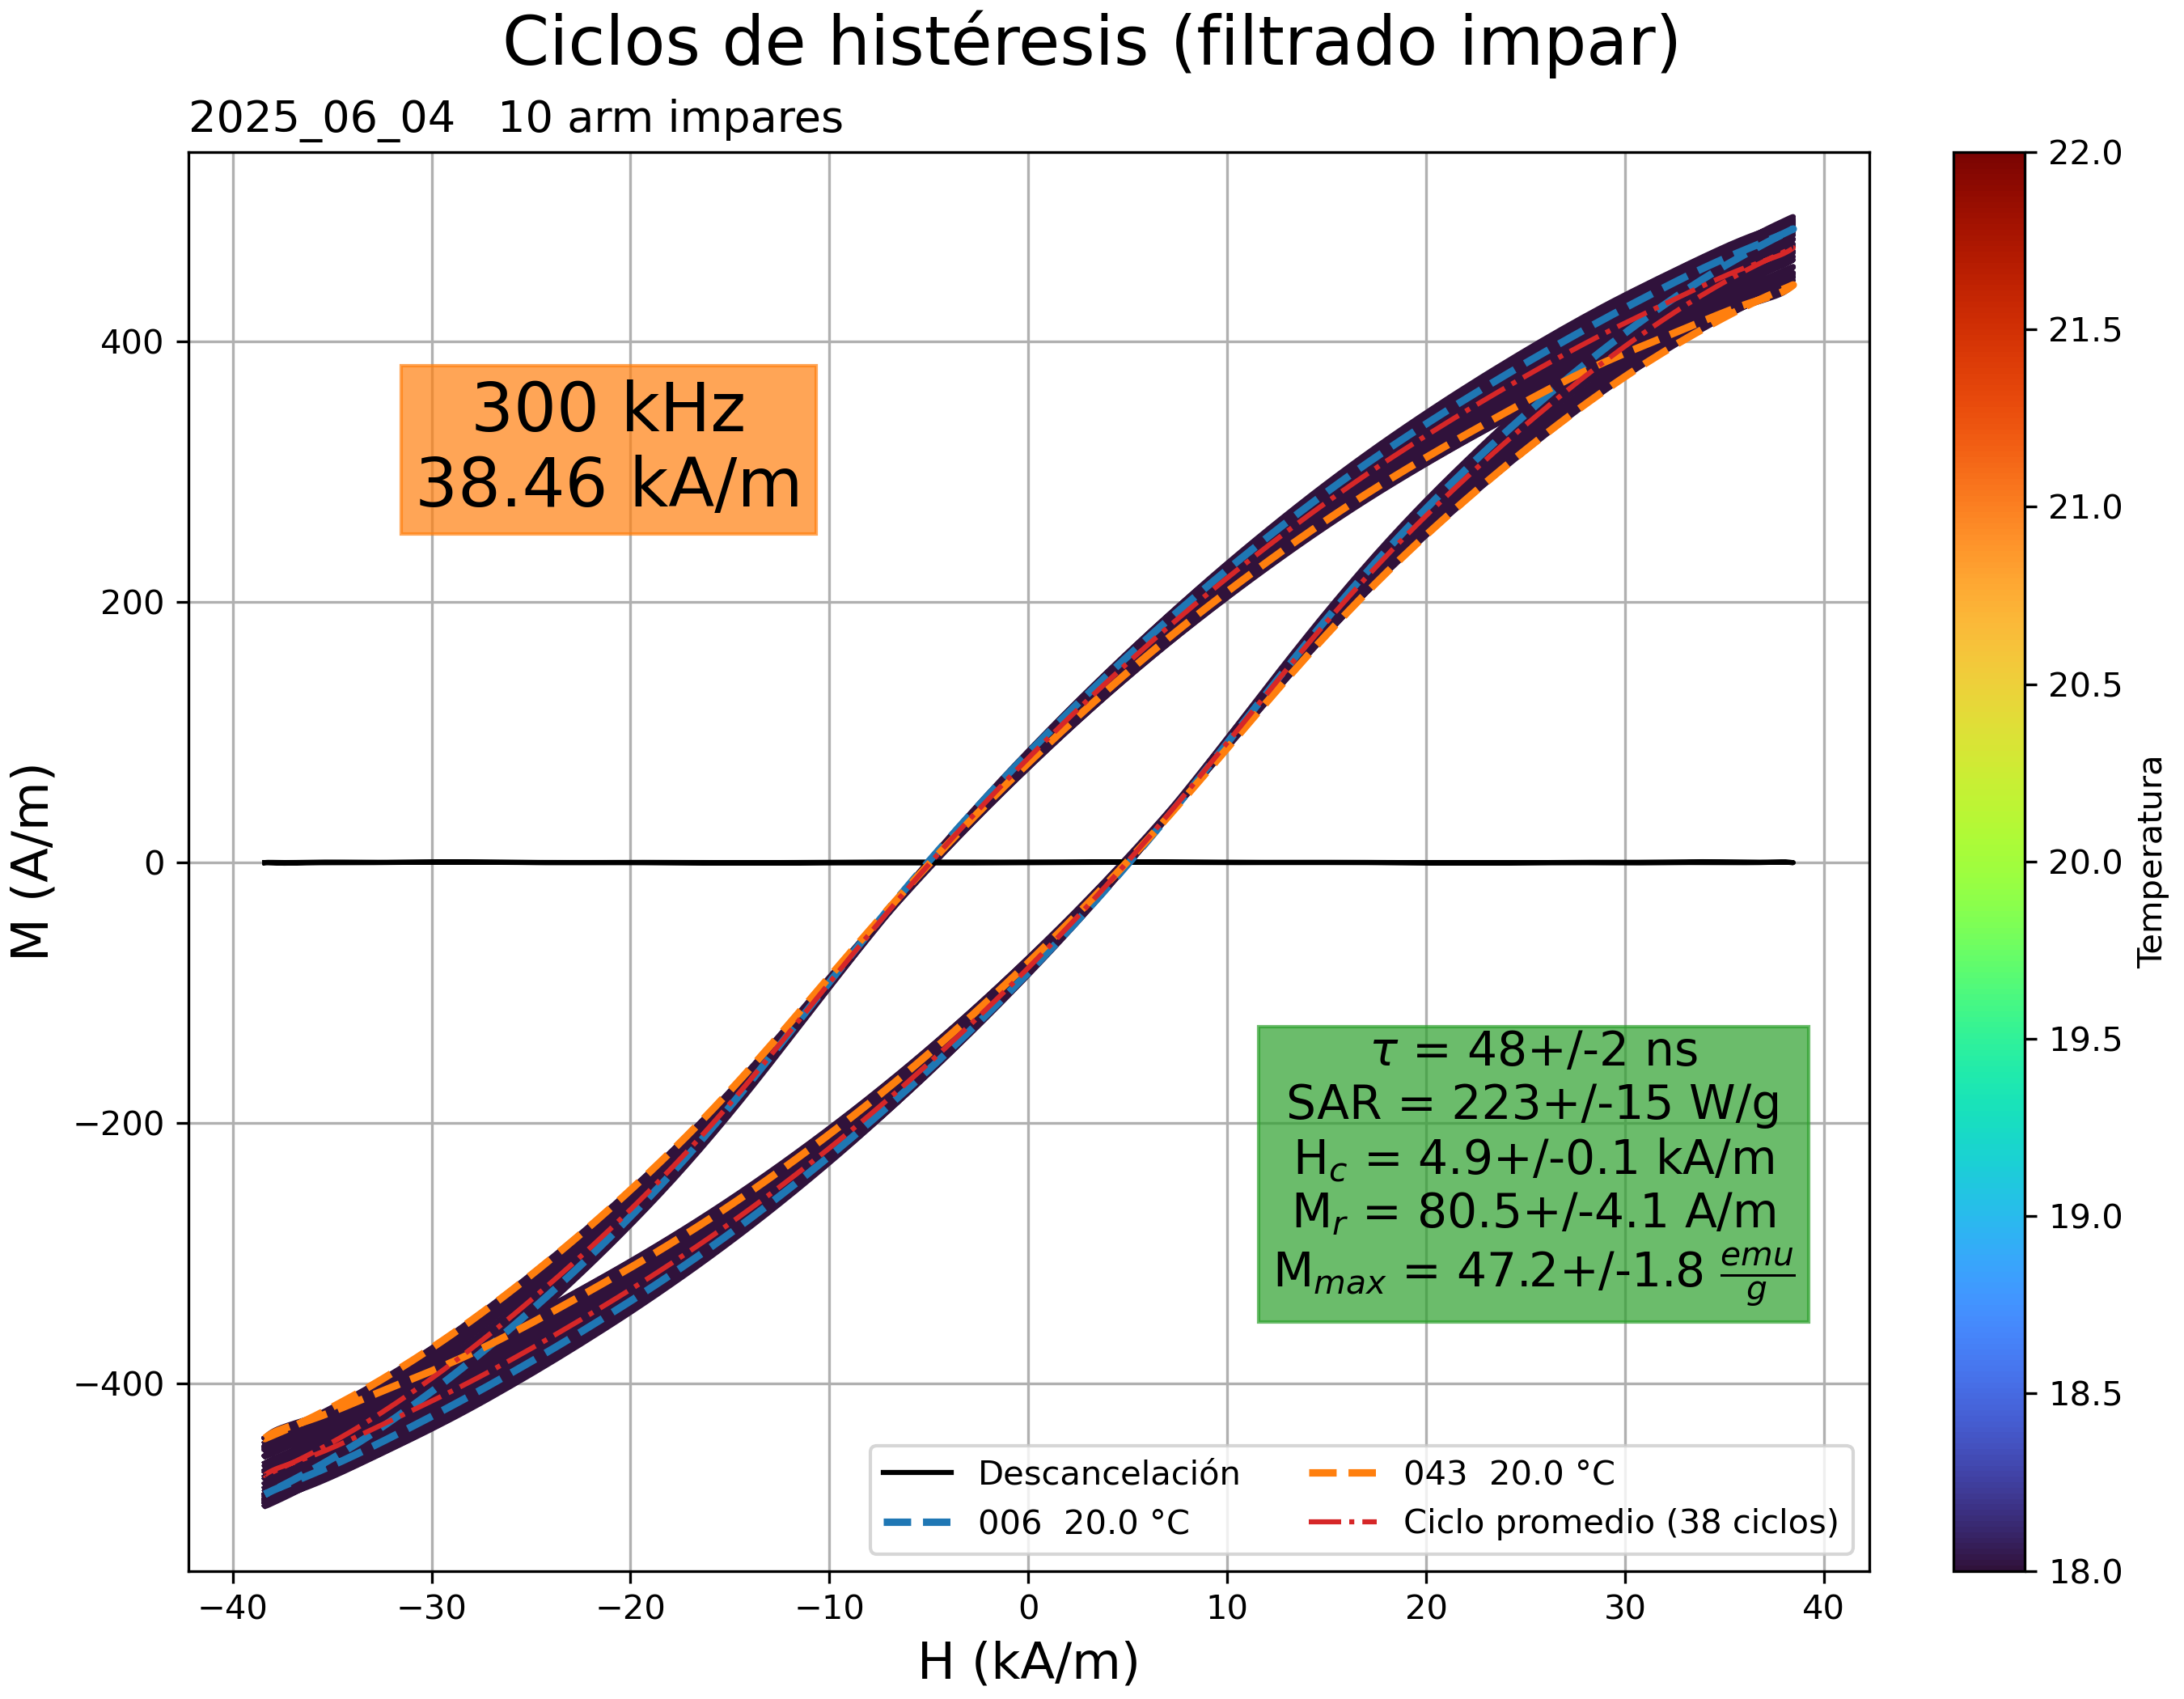 Ciclos de histéresis (filtrado impar)
2025_06_04   10 arm impares
300 kHz
38.46 kA/m
τ = 48+/-2 ns
SAR = 223+/-15 W/g
H_c = 4.9+/-0.1 kA/m
M_r = 80.5+/-4.1 A/m
M_max = 47.2+/-1.8 emu/g
Descancelación
006  20.0 °C
043  20.0 °C
Ciclo promedio (38 ciclos)
M (A/m)
400
200
0
−200
−400
−40
−30
−20
−10
0
10
20
30
40
H (kA/m)
22.0
21.5
21.0
20.5
20.0
19.5
19.0
18.5
18.0
Temperatura